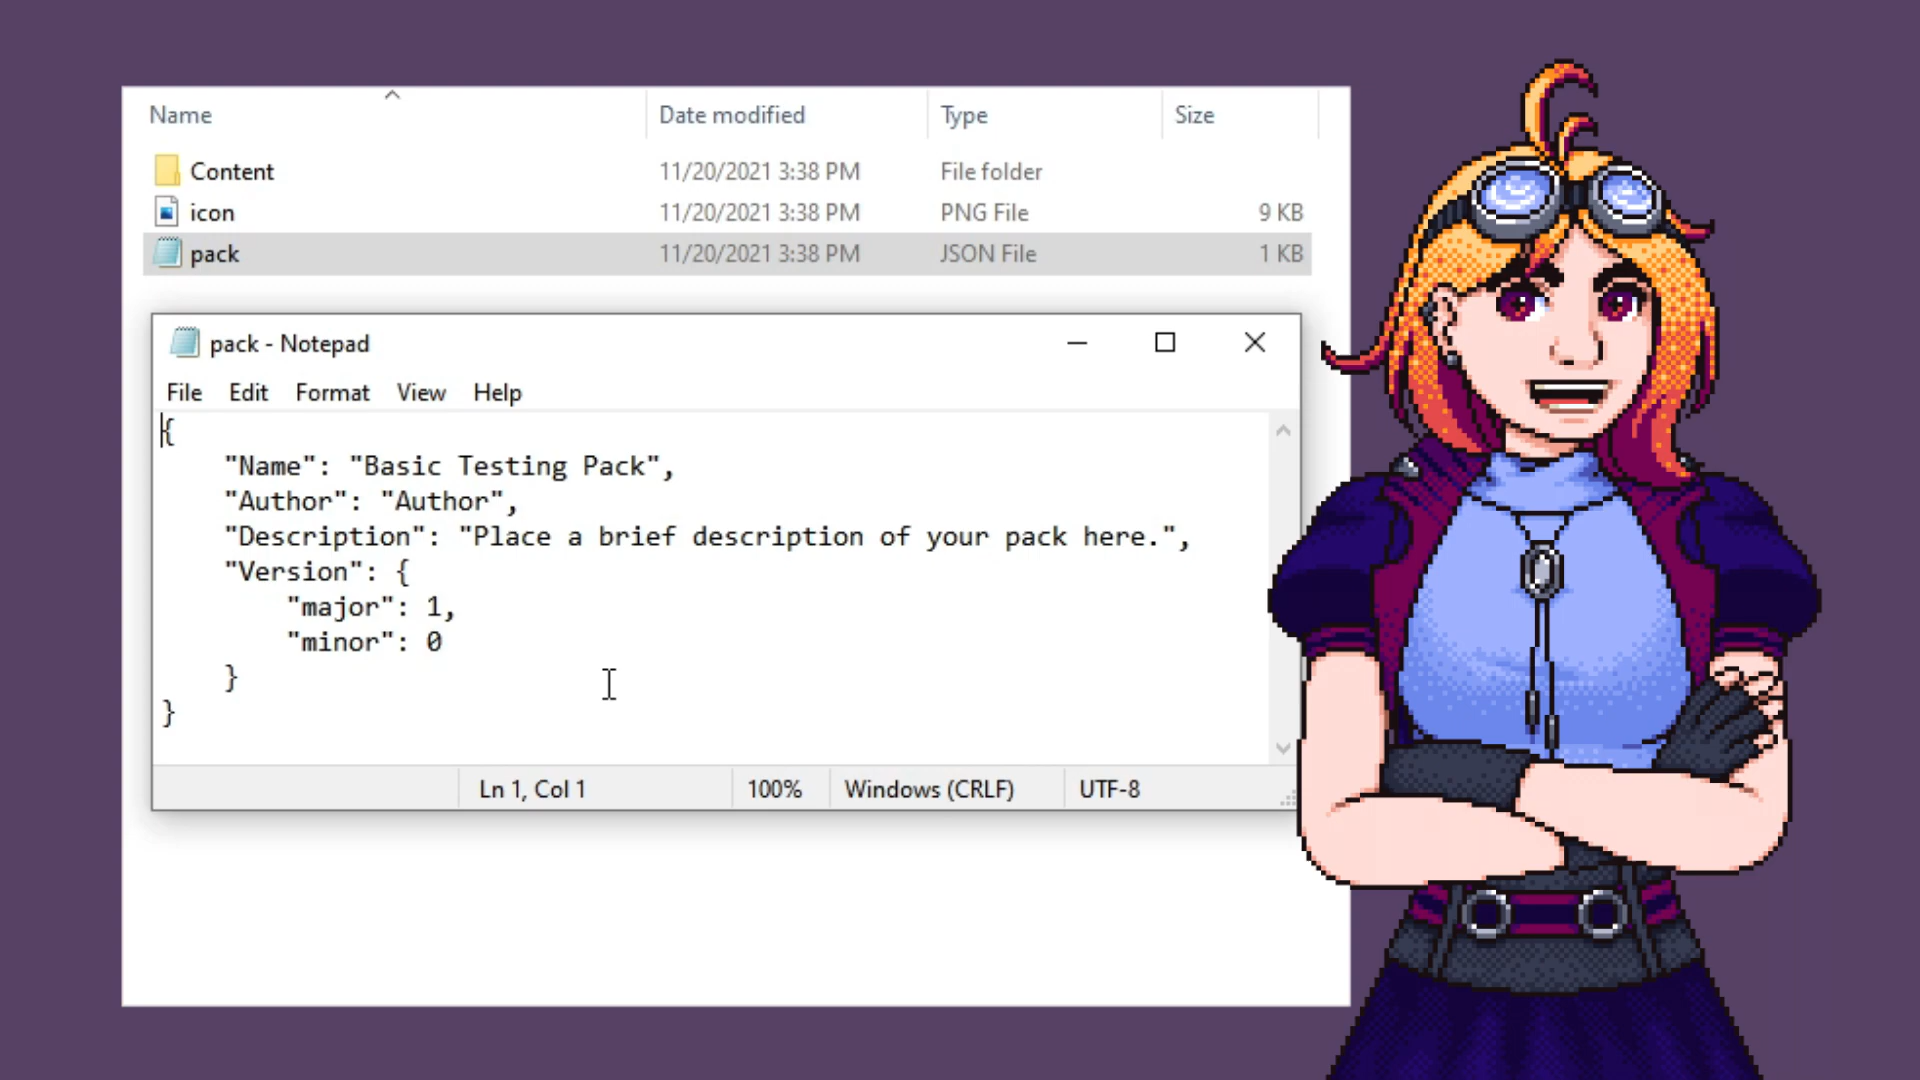 Name Date modified Type Size
Content 11/20/2021 3:38 PM File folder
icon 11/20/2021 3:38 PM PNG File 9 KB
pack 11/20/2021 3:38 PM JSON File 1 KB
pack - Notepad
File Edit Format View Help
{
"Name": "Basic Testing Pack",
"Author": "Author",
"Description": "Place a brief description of your pack here.",
"Version": {
"major": 1,
"minor": 0
}
}
Ln 1, Col 1 100% Windows (CRLF) UTF-8